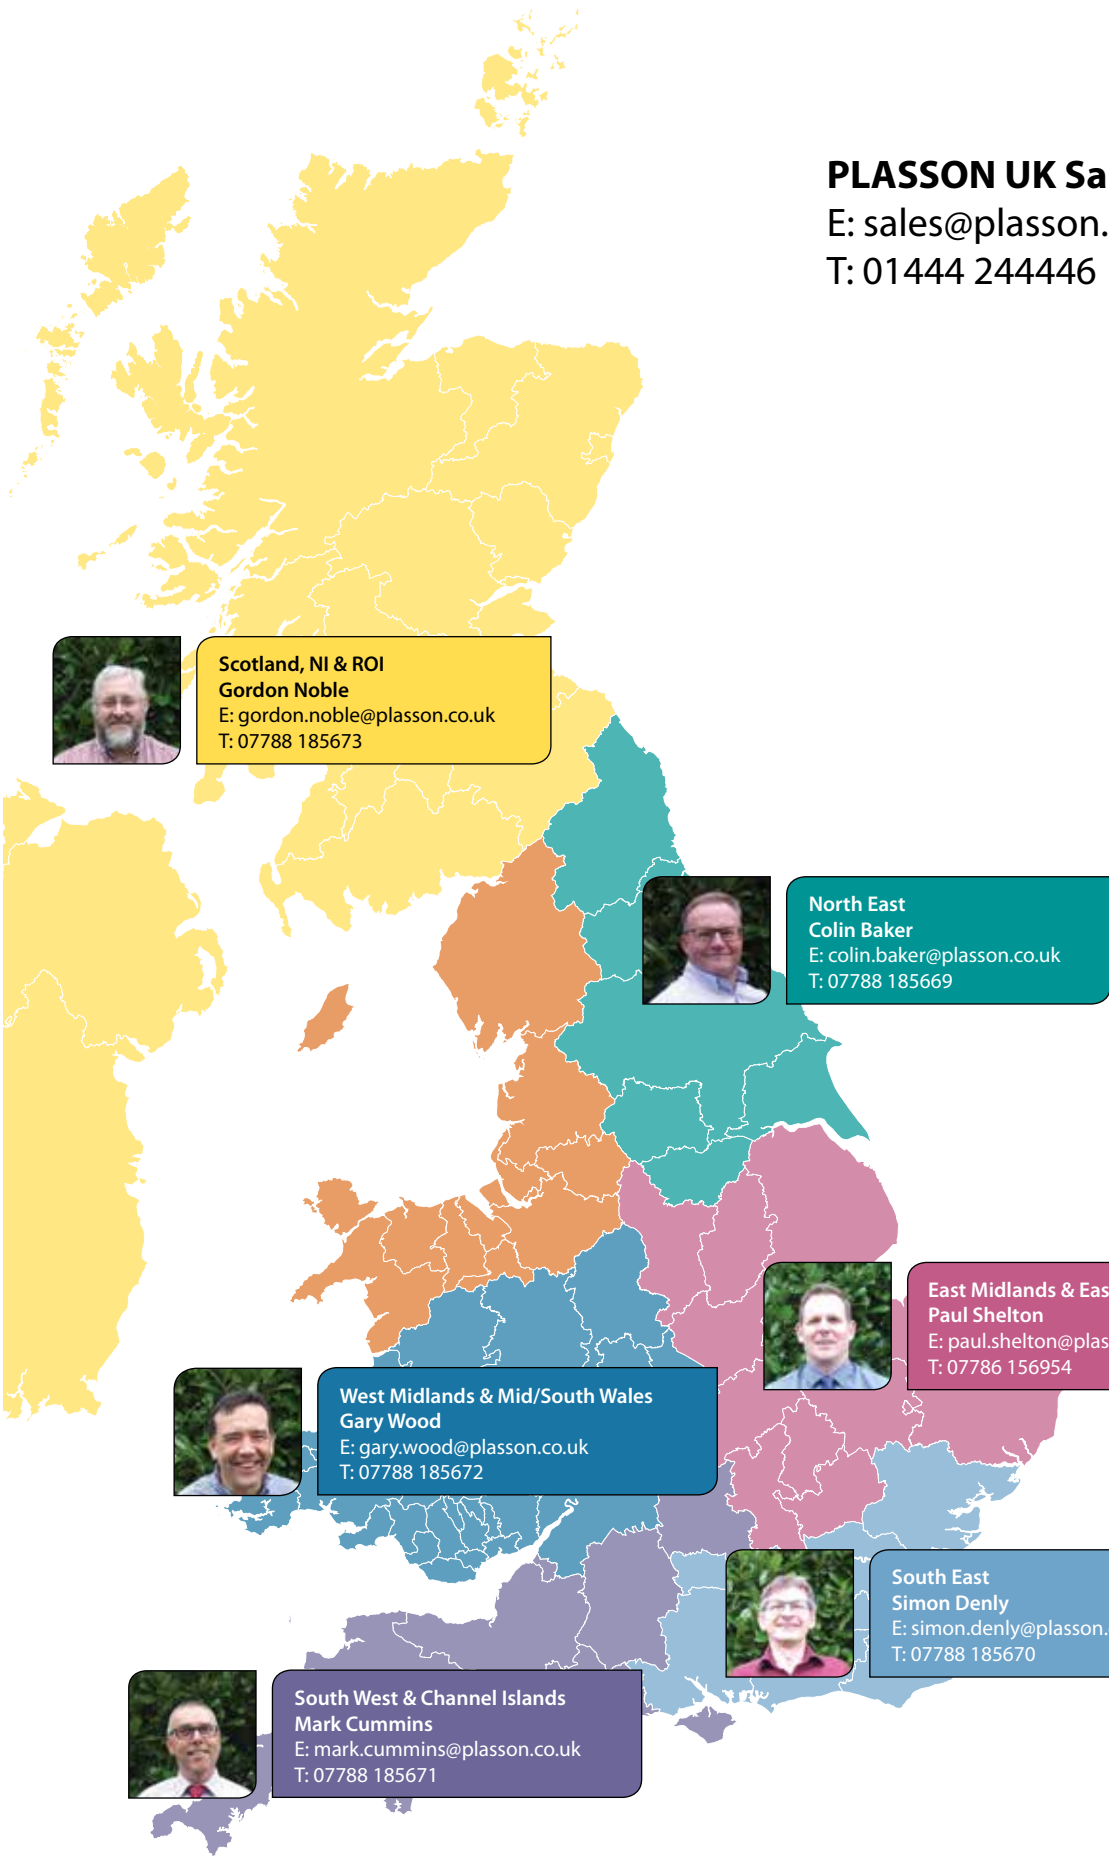 PLASSON UK Sa
E: sales@plasson.
T: 01444 244446
Scotland, NI & ROI
Gordon Noble
E: gordon.noble@plasson.co.uk
T: 07788 185673
North East
Colin Baker
E: colin.baker@plasson.co.uk
T: 07788 185669
East Midlands & Eas
Paul Shelton
E: paul.shelton@plas
T: 07786 156954
West Midlands & Mid/South Wales
Gary Wood
E: gary.wood@plasson.co.uk
T: 07788 185672
South East
Simon Denly
E: simon.denly@plasson.
T: 07788 185670
South West & Channel Islands
Mark Cummins
E: mark.cummins@plasson.co.uk
T: 07788 185671